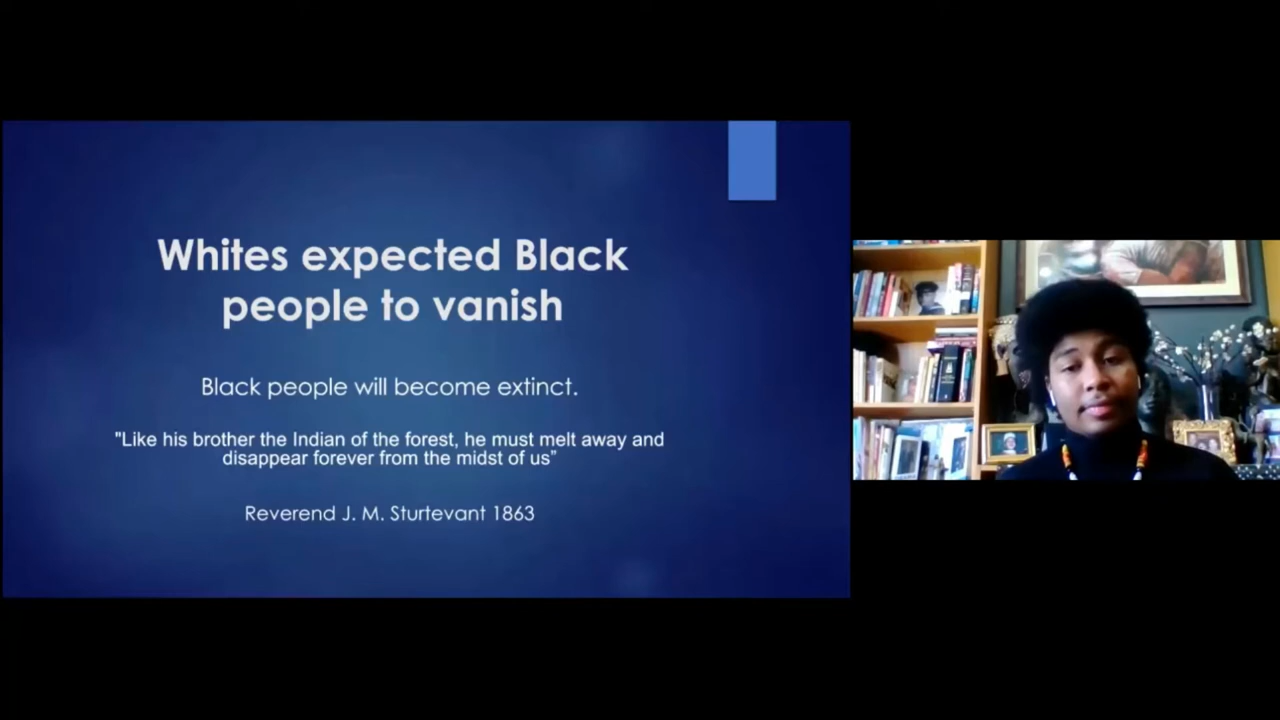 Whites expected Black
people to vanish
Black people will become extinct.
"Like his brother the Indian of the forest, he must melt away and
disappear forever from the midst of us”
Reverend J. M. Sturtevant 1863